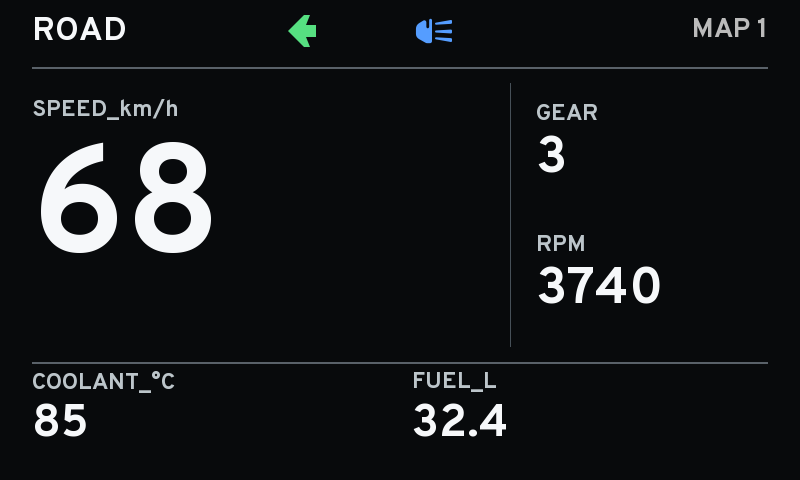 ROAD
MAP 1
SPEED_km/h
68
GEAR
3
RPM
3740
COOLANT_°C
85
FUEL_L
32.4